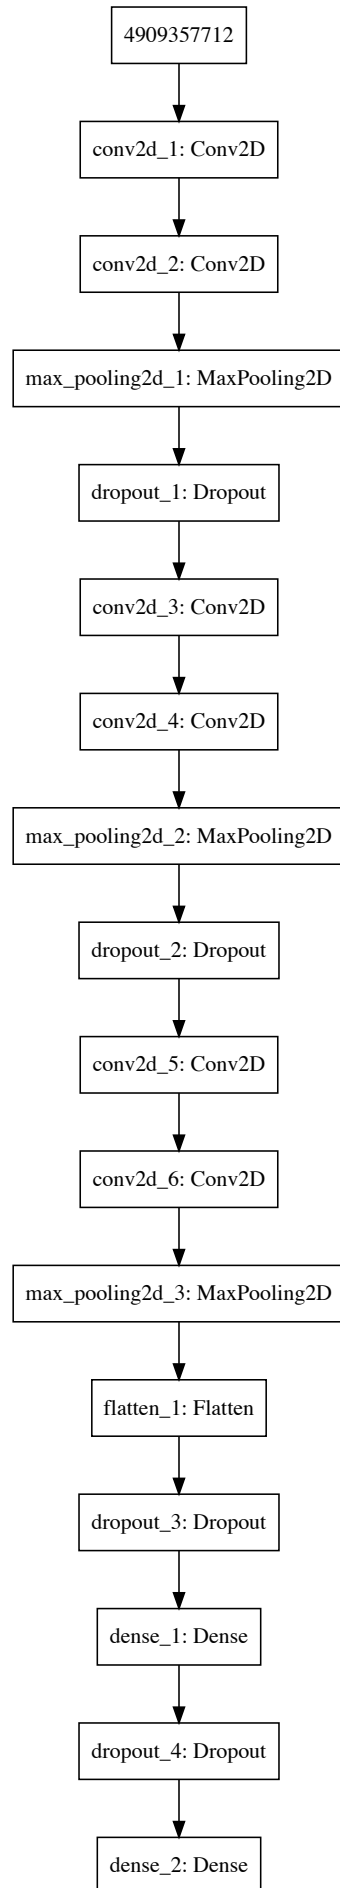 4909357712
conv2d_1: Conv2D
conv2d_2: Conv2D
max_pooling2d_1: MaxPooling2D
dropout_1: Dropout
conv2d_3: Conv2D
conv2d_4: Conv2D
max_pooling2d_2: MaxPooling2D
dropout_2: Dropout
conv2d_5: Conv2D
conv2d_6: Conv2D
max_pooling2d_3: MaxPooling2D
flatten_1: Flatten
dropout_3: Dropout
dense_1: Dense
dropout_4: Dropout
dense_2: Dense